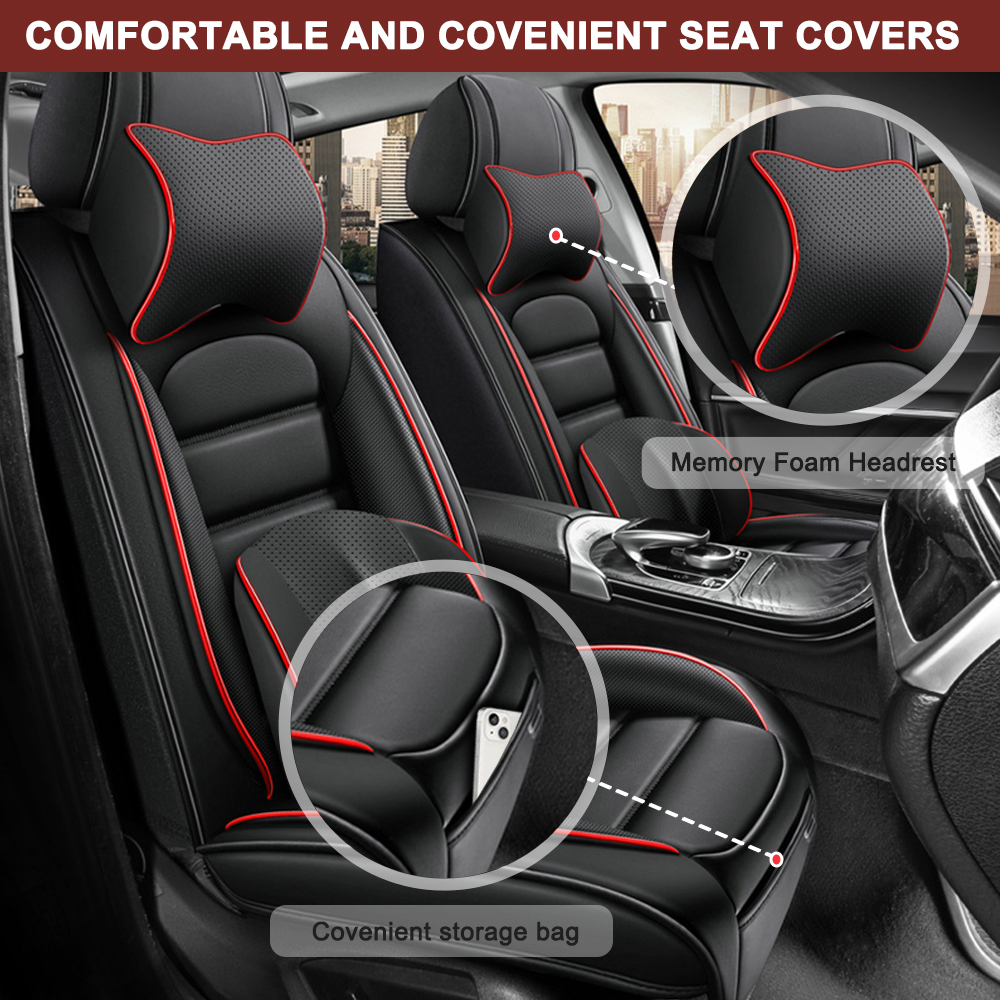 COMFORTABLE AND COVENIENT SEAT COVERS
Memory Foam Headrest
Covenient storage bag